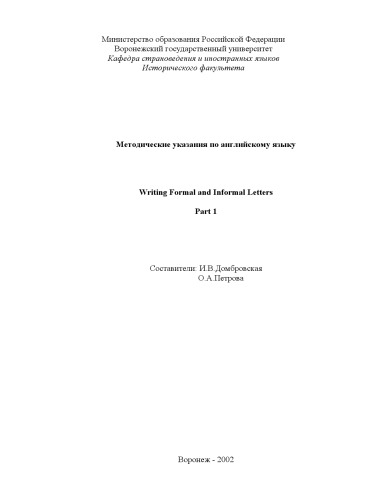 Министерство образования Российской Федерации
Воронежский государственный университет
Кафедра страноведения и иностранных языков
Исторического факультета
Методические указания по английскому языку
Writing Formal and Informal Letters
Part 1
Составители: И.В.Домбровская
О.А.Петрова
Воронеж - 2002